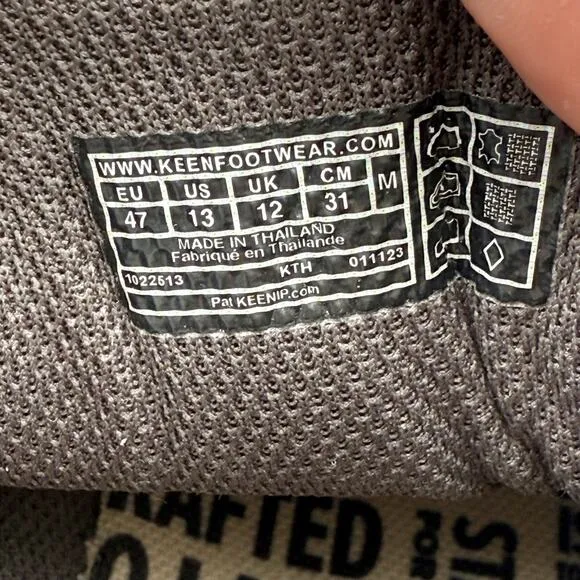 WWW.KEENFOOTWEAR.COM
EU US UK CM M
47 13 12 31
MADE IN THAILAND
Fabriqué en Thaïlande
1022513 KTH 011123
Pat KEENIP.com
FOR